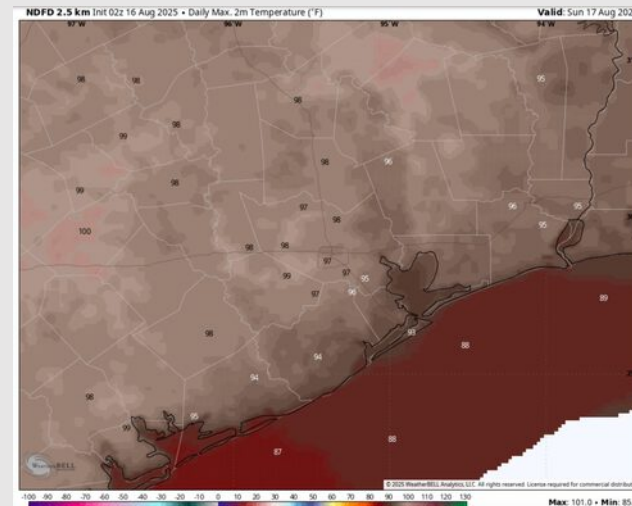 NDFD 2.5 km Init 02z 16 Aug 2025 • Daily Max. 2m Temperature (°F) Valid: Sun 17 Aug 202
97°W 96°W 95°W 94°W
98 98 95
98
99 98
98 96
99 98
97 96 95
100 98 95
98 98
97
99 97 95
97 98 89
93
98 88
94
94
98 95
99 88
87
WeatherBELL
© 2025 WeatherBELL Analytics, LLC. All rights reserved. License required for commercial distribut
-100 -90 -80 -70 -60 -50 -40 -30 -20 -10 0 10 20 30 40 50 60 70 80 90 100 110 120 130
Max: 101.0 • Min: 85